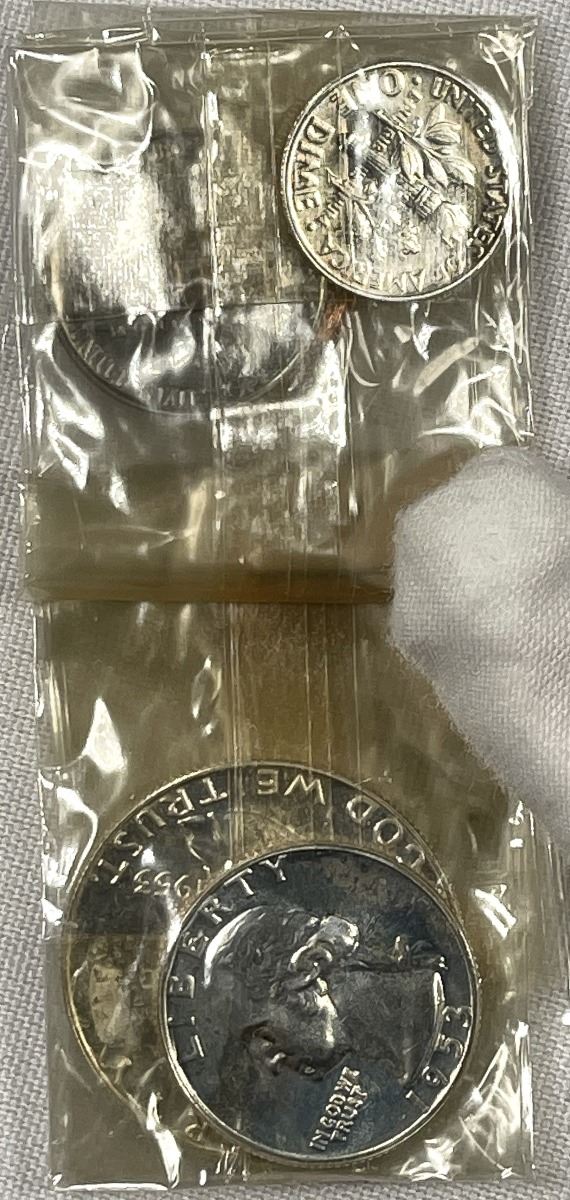 UNITED STATES OF AMERICA · ONE DIME ·
GOD WE TRUST
1953
LIBERTY
IN GOD WE
TRUST
1953